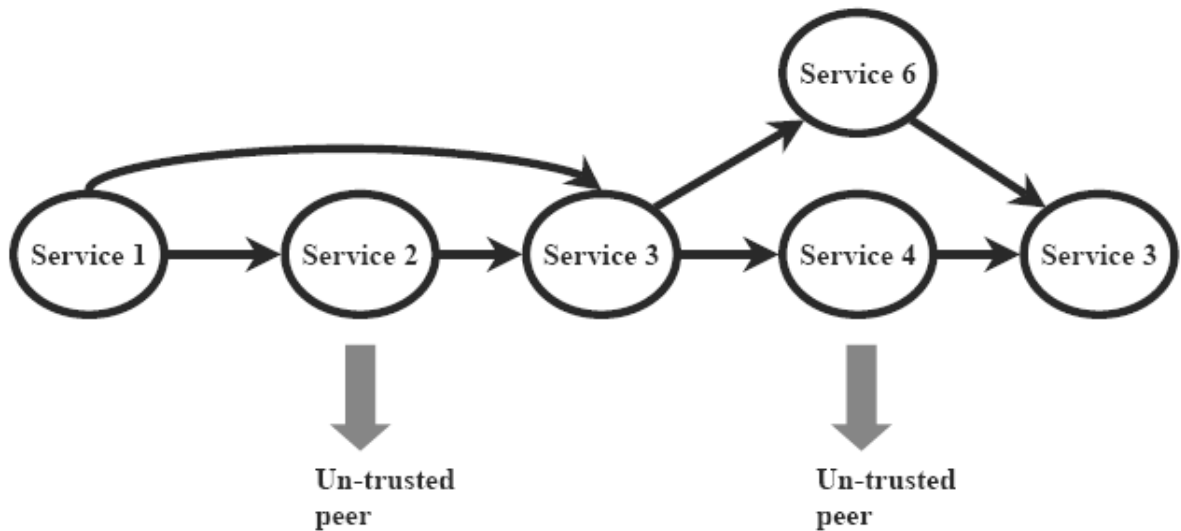 Service 6
Service 1
Service 2
Service 3
Service 4
Service 3
Un-trusted
peer
Un-trusted
peer